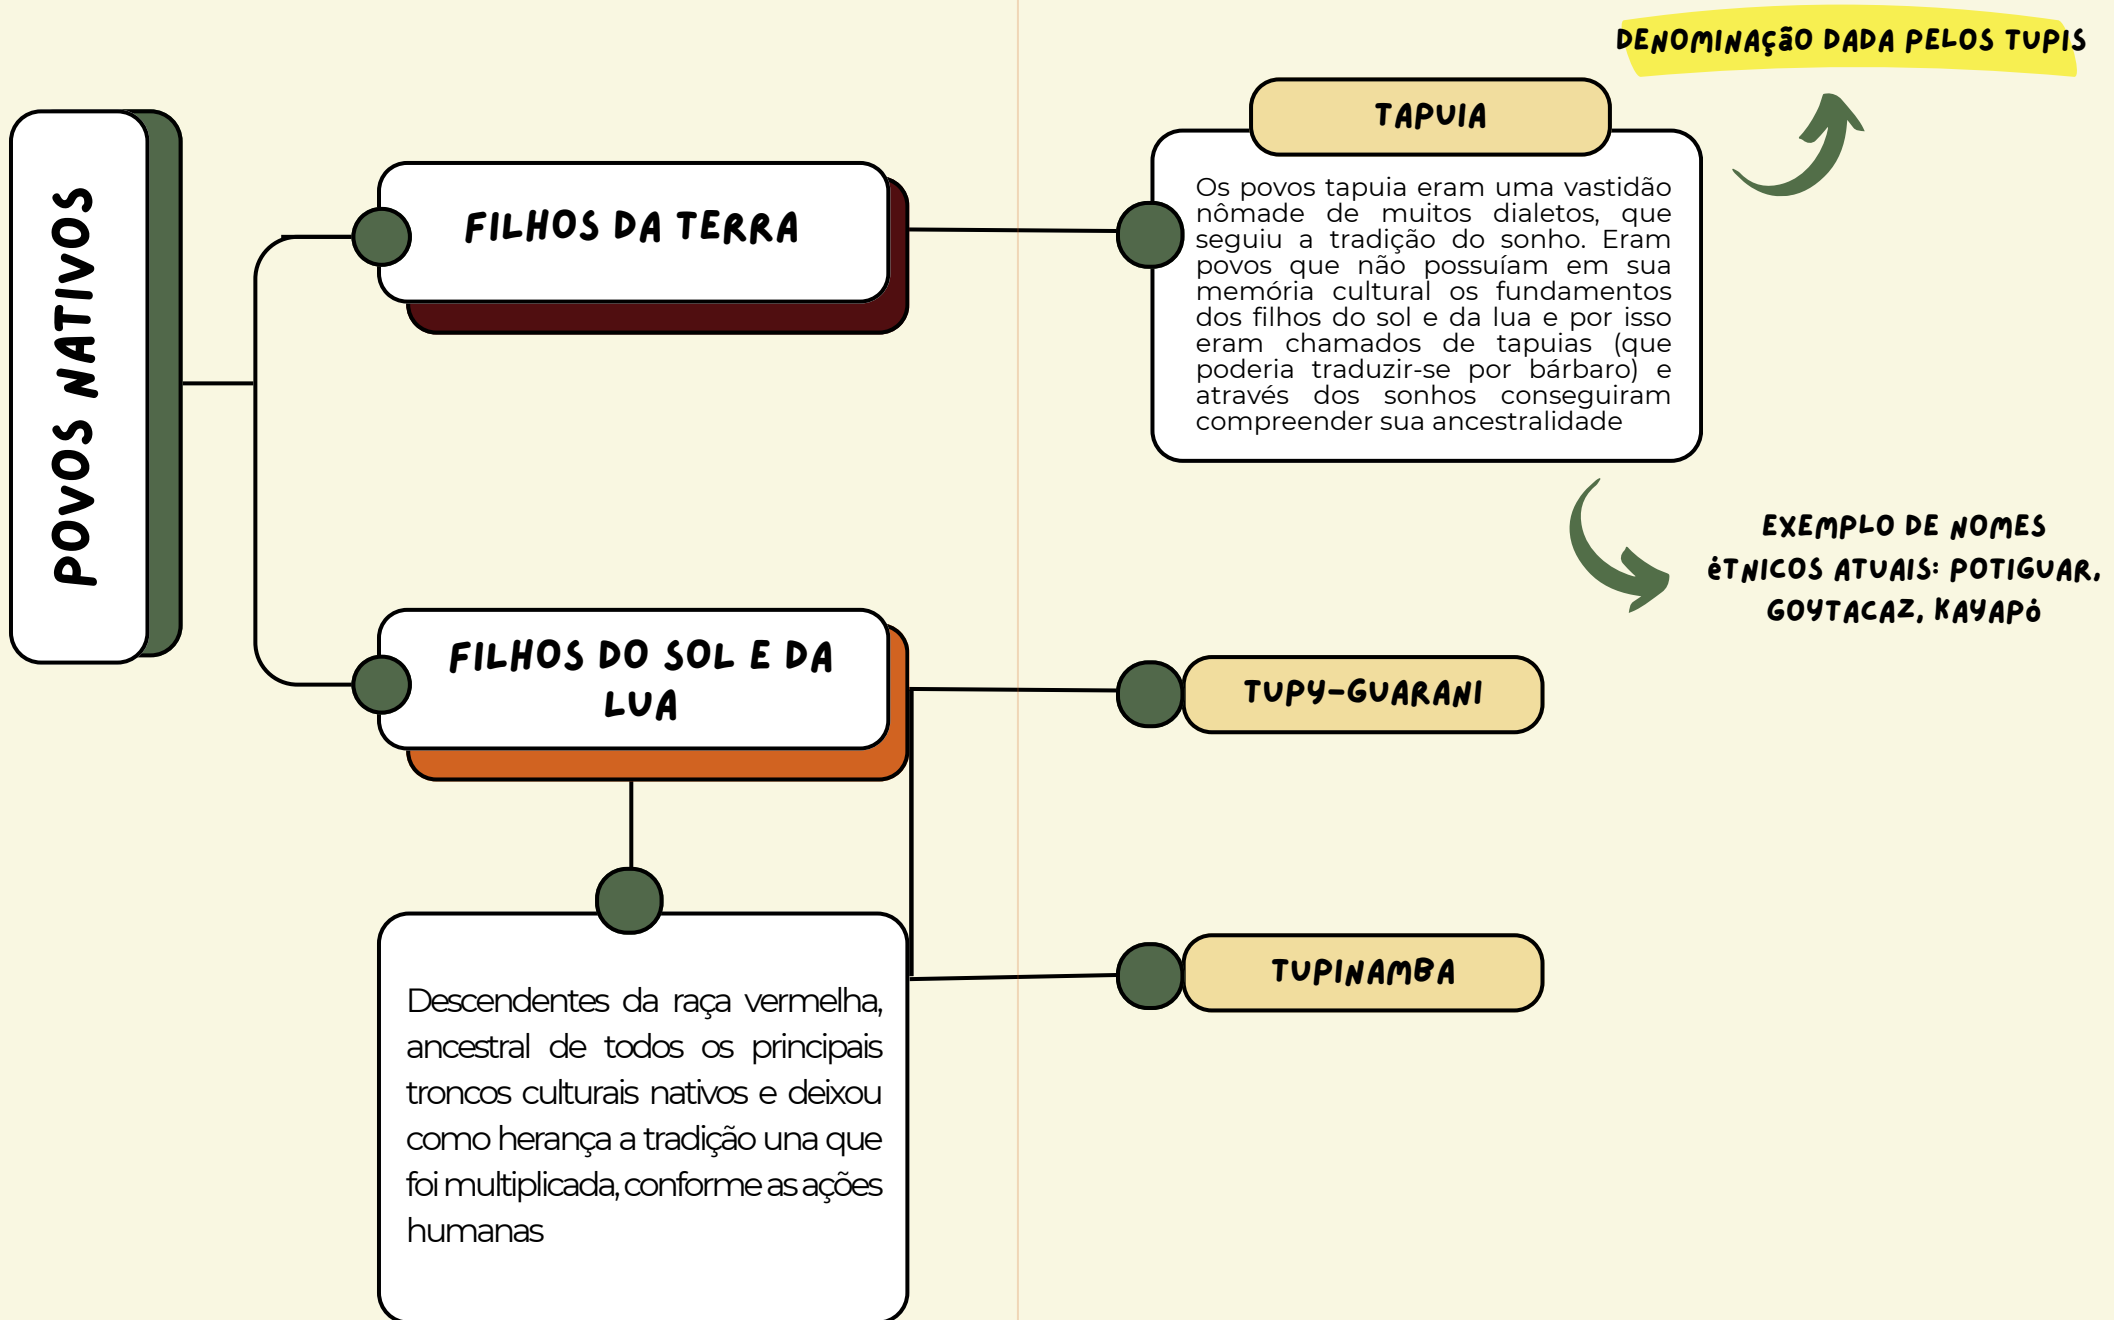 POVOS NATIVOS
FILHOS DA TERRA
TAPUIA
Os povos tapuia eram uma vastidão
nômade de muitos dialetos, que
seguiu a tradição do sonho. Eram
povos que não possuíam em sua
memória cultural os fundamentos
dos filhos do sol e da lua e por isso
eram chamados de tapuias (que
poderia traduzir-se por bárbaro) e
através dos sonhos conseguiram
compreender sua ancestralidade
DENOMINAÇÃO DADA PELOS TUPIS
EXEMPLO DE NOMES
ÉTNICOS ATUAIS: POTIGUAR,
GOYTACAZ, KAYAPÓ
FILHOS DO SOL E DA
LUA
Descendentes da raça vermelha,
ancestral de todos os principais
troncos culturais nativos e deixou
como herança a tradição una que
foi multiplicada, conforme as ações
humanas
TUPY-GUARANI
TUPINAMBA